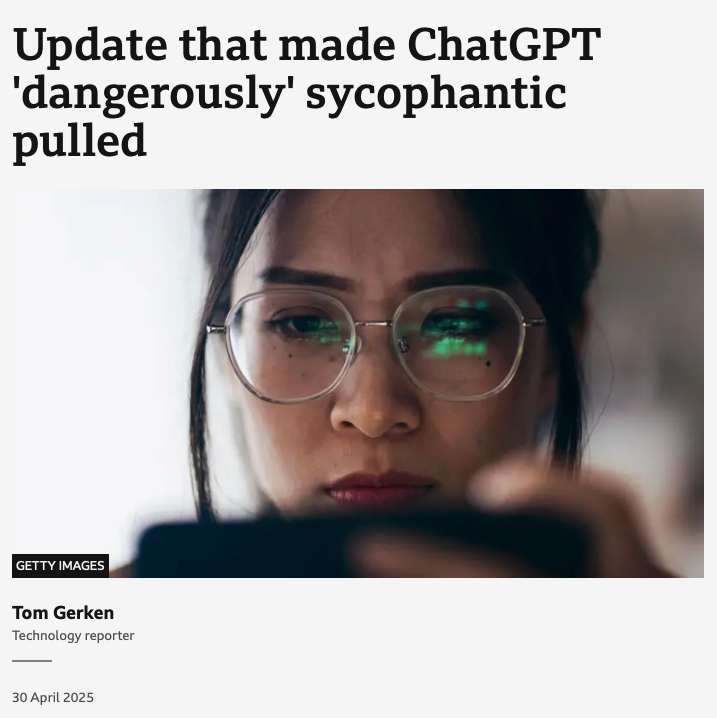 Update that made ChatGPT
'dangerously' sycophantic
pulled
GETTY IMAGES
Tom Gerken
Technology reporter
30 April 2025